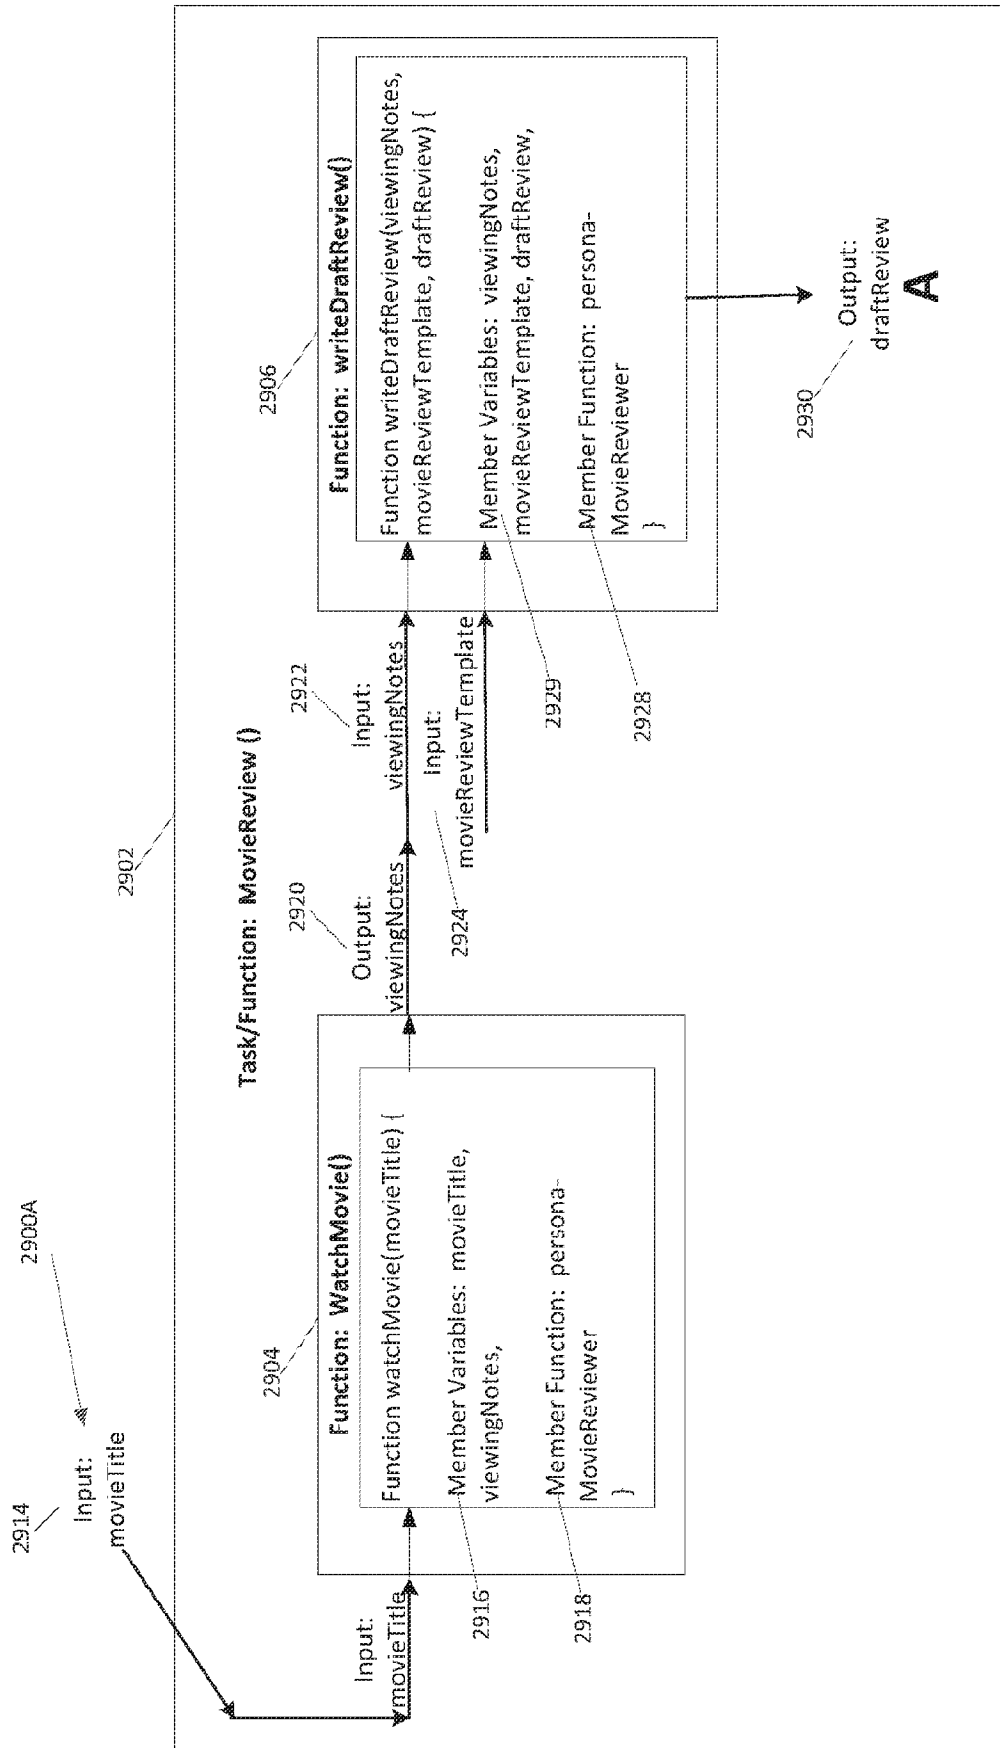 2900A
2914
Input:
movieTitle
2902
Task/Function: MovieReview ()
Input:
movieTitle
2904
Function: WatchMovie()
Function watchMovie(movieTitle) {
Member Variables: movieTitle,
viewingNotes,
Member Function: persona-
MovieReviewer
}
2916
2918
2920
Output:
viewingNotes
2922
Input:
viewingNotes
2924
Input:
movieReviewTemplate
2906
Function: writeDraftReview()
Function writeDraftReview(viewingNotes,
movieReviewTemplate, draftReview) {
Member Variables: viewingNotes,
movieReviewTemplate, draftReview,
Member Function: persona-
MovieReviewer
}
2929
2928
2930
Output:
draftReview
A